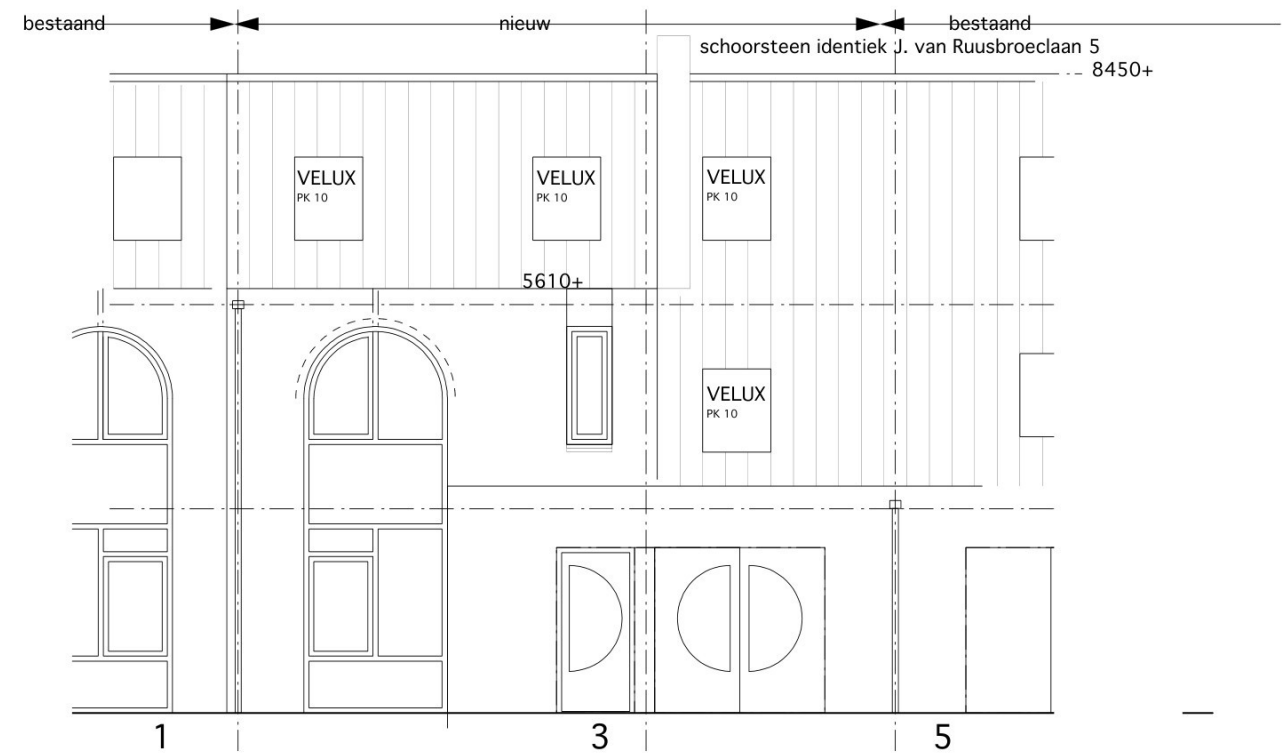 bestaand nieuw bestaand
schoorsteen identiek J. van Ruusbroeclaan 5
8450+
VELUX VELUX VELUX
PK 10 PK 10 PK 10
5610+
VELUX
PK 10
1 3 5